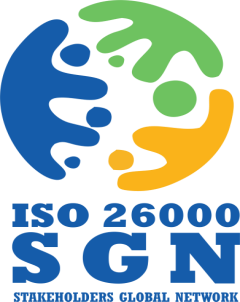 ISO 26000
SGN
STAKEHOLDERS GLOBAL NETWORK